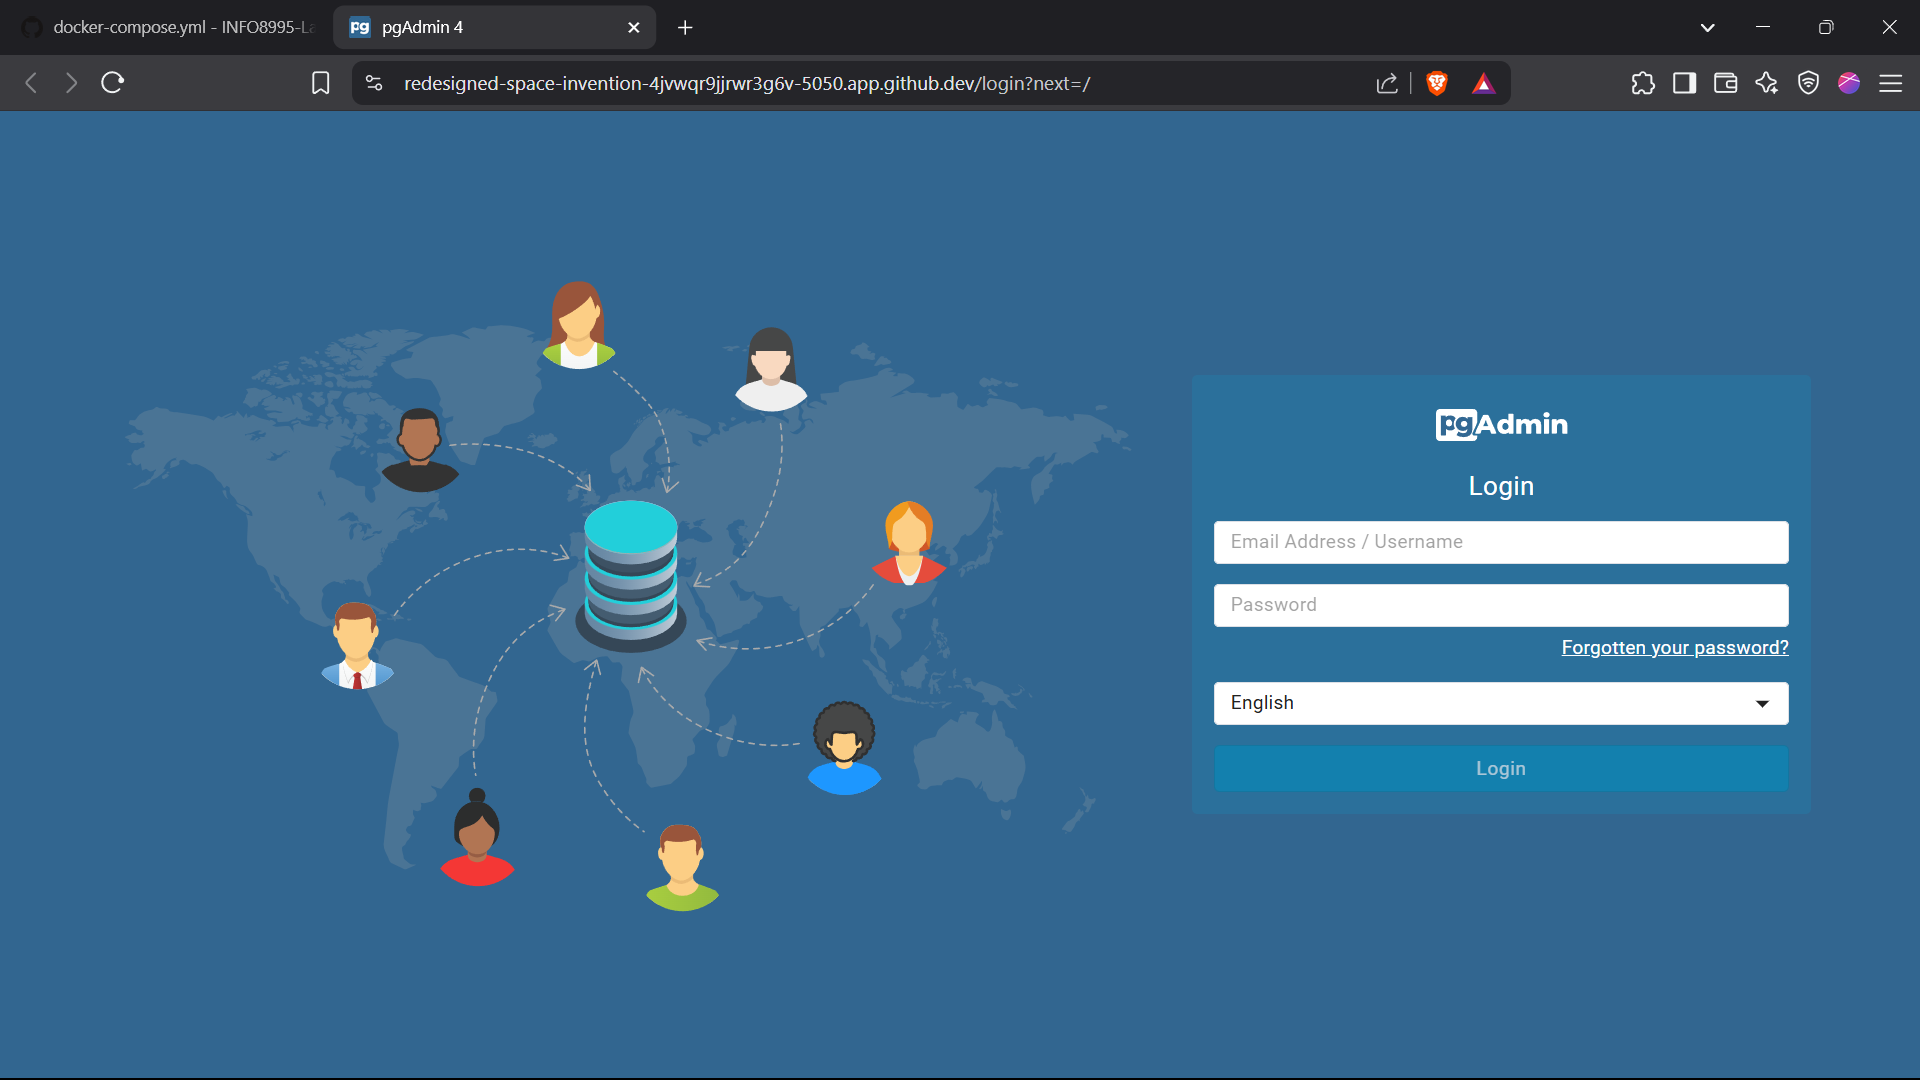 docker-compose.yml - INFO8995-La
pg pgAdmin 4
redesigned-space-invention-4jvwqr9jjrwr3g6v-5050.app.github.dev/login?next=/
pgAdmin
Login
Email Address / Username
Password
Forgotten your password?
English
Login